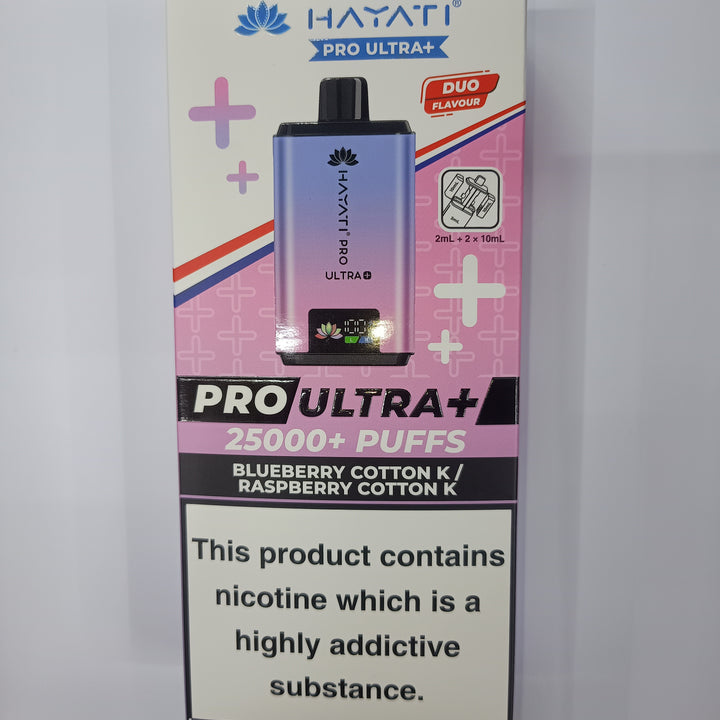 HAYATI®
PRO ULTRA+
DUO
FLAVOUR
HAYATI® PRO
ULTRA+
2mL + 2 x 10mL
PRO ULTRA+
25000+ PUFFS
BLUEBERRY COTTON K /
RASPBERRY COTTON K
This product contains
nicotine which is a
highly addictive
substance.